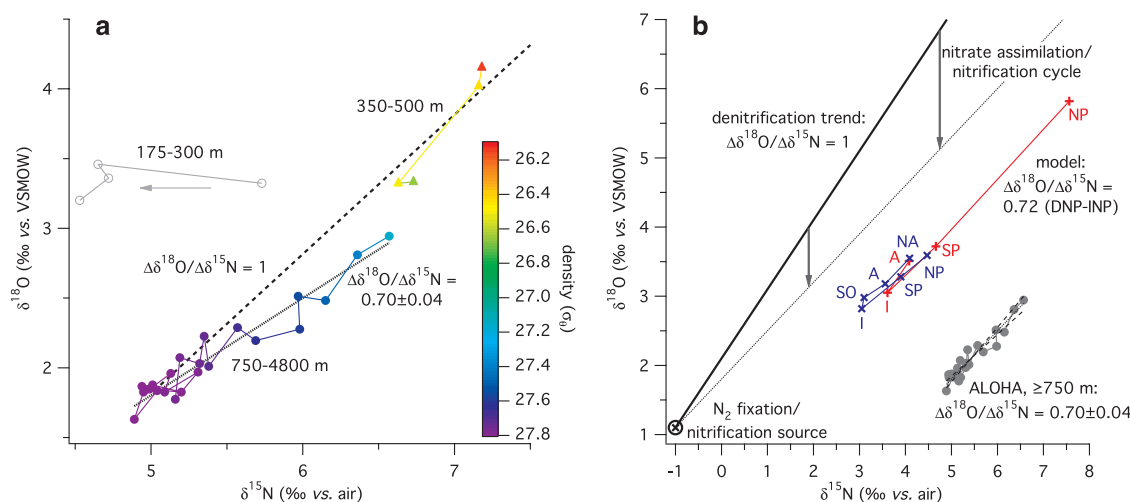 a
4
3
2
5
6
7
δ18O (‰ vs. VSMOW)
δ15N (‰ vs. air)
350-500 m
175-300 m
Δδ18O/Δδ15N = 1
Δδ18O/Δδ15N =
0.70±0.04
750-4800 m
26.2
26.4
26.6
26.8
27.0
27.2
27.4
27.6
27.8
density (σθ)
b
7
6
5
4
3
2
1
-1
0
1
2
3
4
5
6
7
8
δ18O (‰ vs. VSMOW)
δ15N (‰ vs. air)
nitrate assimilation/
nitrification cycle
denitrification trend:
Δδ18O/Δδ15N = 1
NP
model:
Δδ18O/Δδ15N =
0.72 (DNP-INP)
NA
A
SP
A
NP
SO
SP
I
I
N2 fixation/
nitrification source
ALOHA, ≥750 m:
Δδ18O/Δδ15N = 0.70±0.04